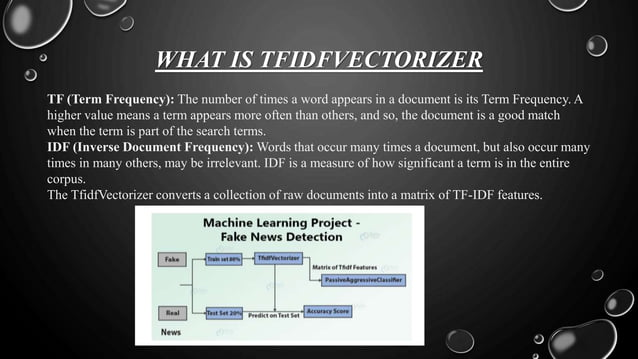 WHAT IS TFIDFVECTORIZER
TF (Term Frequency): The number of times a word appears in a document is its Term Frequency. A
higher value means a term appears more often than others, and so, the document is a good match
when the term is part of the search terms.
IDF (Inverse Document Frequency): Words that occur many times a document, but also occur many
times in many others, may be irrelevant. IDF is a measure of how significant a term is in the entire
corpus.
The TfidfVectorizer converts a collection of raw documents into a matrix of TF-IDF features.
Machine Learning Project -
Fake News Detection
Fake
Train set 80%
TfidfVectorizer
Matrix of Tfidf Features
PassiveAggressiveClassifier
Real
Test Set 20%
Predict on Test Set
Accuracy Score
News